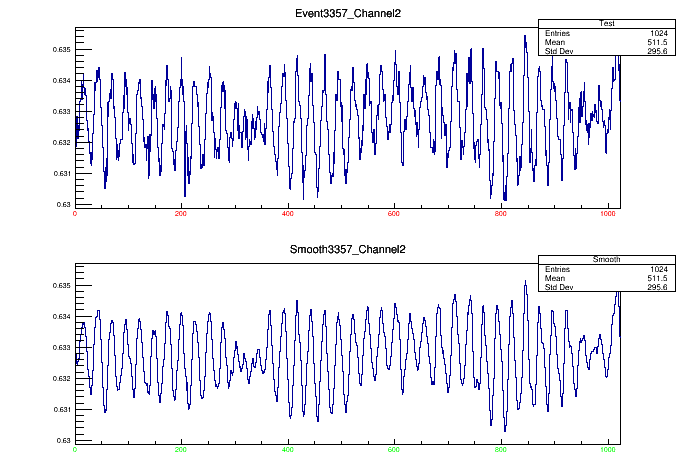 Event3357_Channel2
Test
Entries 1024
Mean 511.5
Std Dev 295.6
0.635
0.634
0.633
0.632
0.631
0.63
0 200 400 600 800 1000
Smooth3357_Channel2
Smooth
Entries 1024
Mean 511.5
Std Dev 295.6
0.635
0.634
0.633
0.632
0.631
0.63
0 200 400 600 800 1000